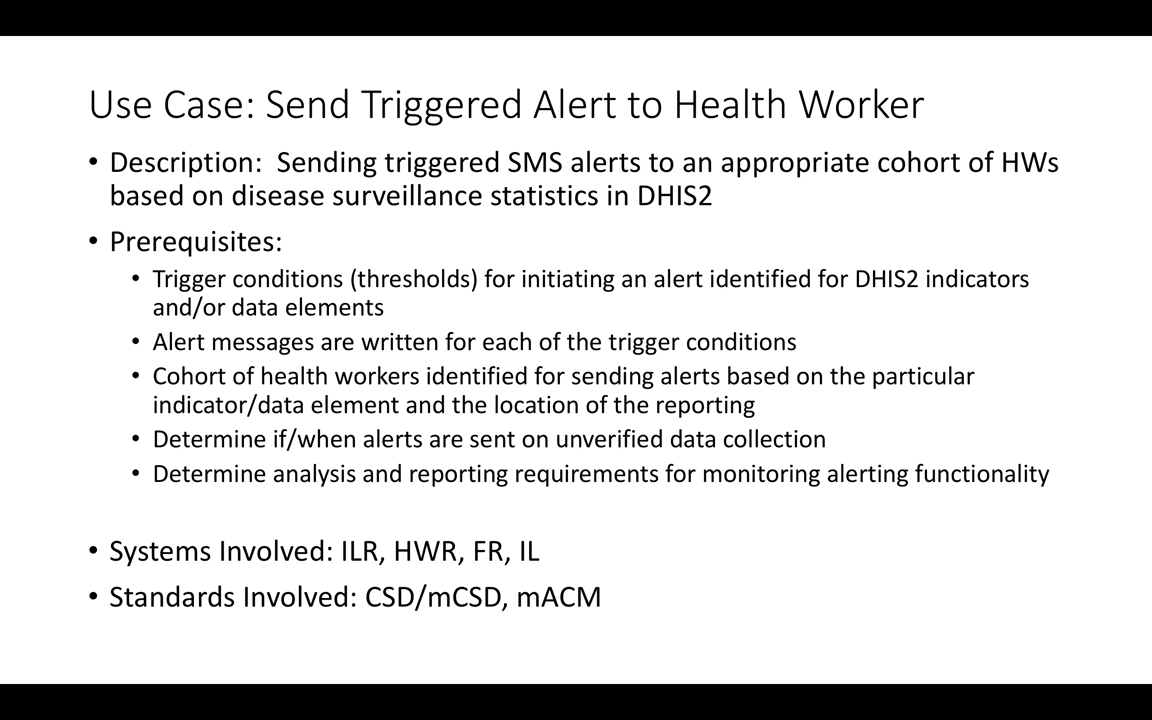 Use Case: Send Triggered Alert to Health Worker
• Description:  Sending triggered SMS alerts to an appropriate cohort of HWs
based on disease surveillance statistics in DHIS2
• Prerequisites:
• Trigger conditions (thresholds) for initiating an alert identified for DHIS2 indicators
and/or data elements
• Alert messages are written for each of the trigger conditions
• Cohort of health workers identified for sending alerts based on the particular
indicator/data element and the location of the reporting
• Determine if/when alerts are sent on unverified data collection
• Determine analysis and reporting requirements for monitoring alerting functionality
• Systems Involved: ILR, HWR, FR, IL
• Standards Involved: CSD/mCSD, mACM